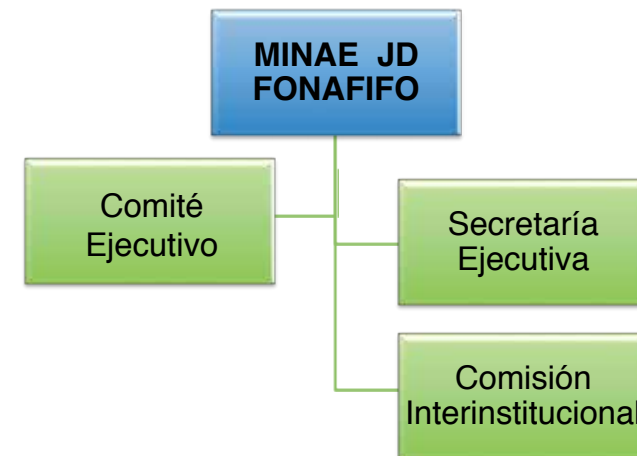 MINAE JD
FONAFIFO
Comité
Ejecutivo
Secretaría
Ejecutiva
Comisión
Interinstitucional